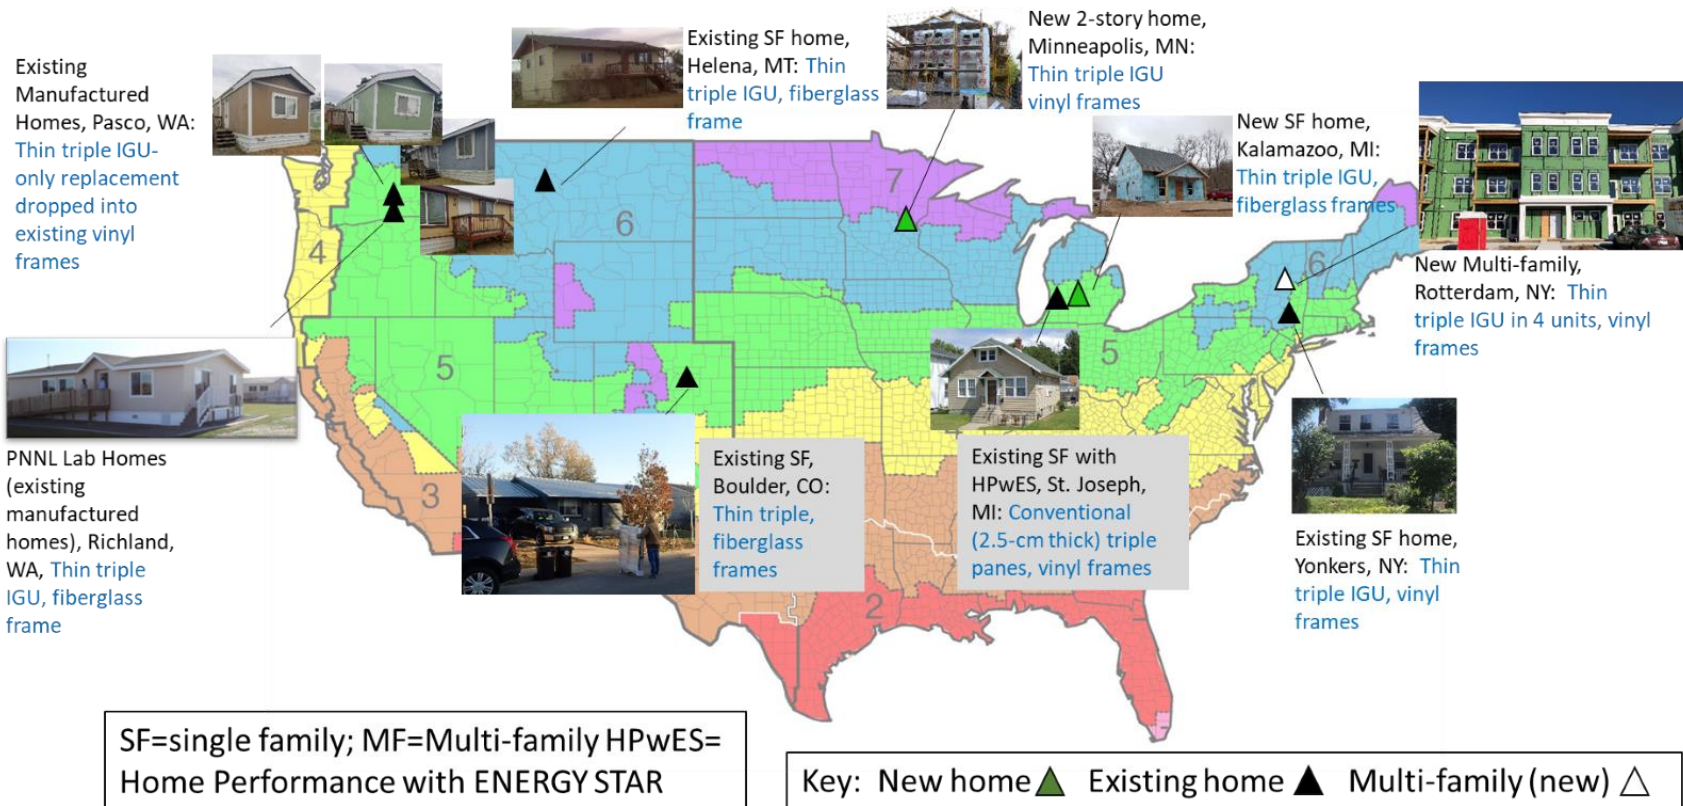 Existing
Manufactured
Homes, Pasco, WA:
Thin triple IGU-
only replacement
dropped into
existing vinyl
frames
Existing SF home,
Helena, MT: Thin
triple IGU, fiberglass
frame
New 2-story home,
Minneapolis, MN:
Thin triple IGU
vinyl frames
New SF home,
Kalamazoo, MI:
Thin triple IGU,
fiberglass frames
New Multi-family,
Rotterdam, NY: Thin
triple IGU in 4 units, vinyl
frames
7
6
4
6
5
5
3
2
PNNL Lab Homes
(existing
manufactured
homes), Richland,
WA, Thin triple
IGU, fiberglass
frame
Existing SF,
Boulder, CO:
Thin triple,
fiberglass
frames
Existing SF with
HPwES, St. Joseph,
MI: Conventional
(2.5-cm thick) triple
panes, vinyl frames
Existing SF home,
Yonkers, NY: Thin
triple IGU, vinyl
frames
SF=single family; MF=Multi-family HPwES=
Home Performance with ENERGY STAR
Key: New home Existing home Multi-family (new)